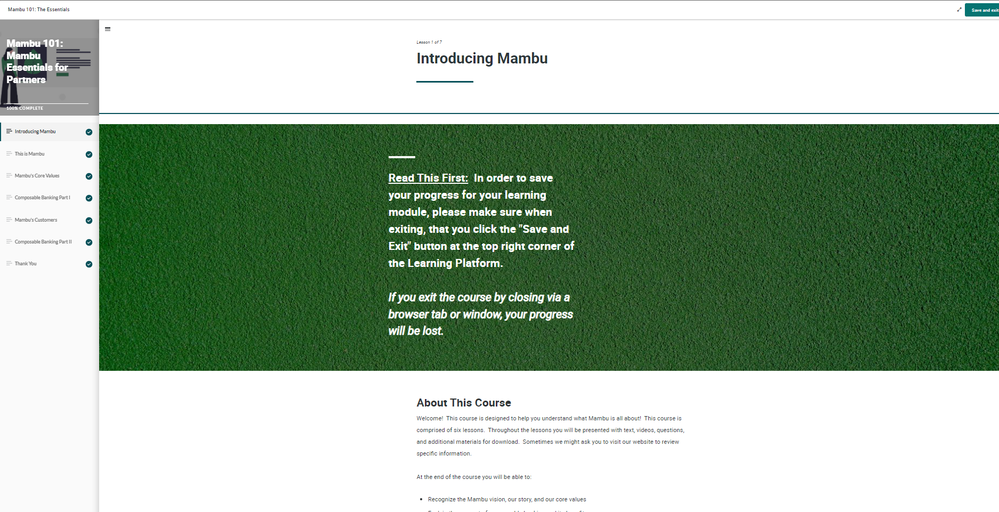 Mambu 101: The Essentials
Save and exit
Mambu 101:
Mambu
Essentials for
Partners
100% COMPLETE
Introducing Mambu
This is Mambu
Mambu's Core Values
Composable Banking Part I
Mambu's Customers
Composable Banking Part II
Thank You
Lesson 1 of 7
Introducing Mambu
Read This First:  In order to save
your progress for your learning
module, please make sure when
exiting, that you click the "Save and
Exit" button at the top right corner of
the Learning Platform.
If you exit the course by closing via a
browser tab or window, your progress
will be lost.
About This Course
Welcome!  This course is designed to help you understand what Mambu is all about!  This course is
comprised of six lessons.  Throughout the lessons you will be presented with text, videos, questions,
and additional materials for download.  Sometimes we might ask you to visit our website to review
specific information.
At the end of the course you will be able to:
• Recognize the Mambu vision, our story, and our core values